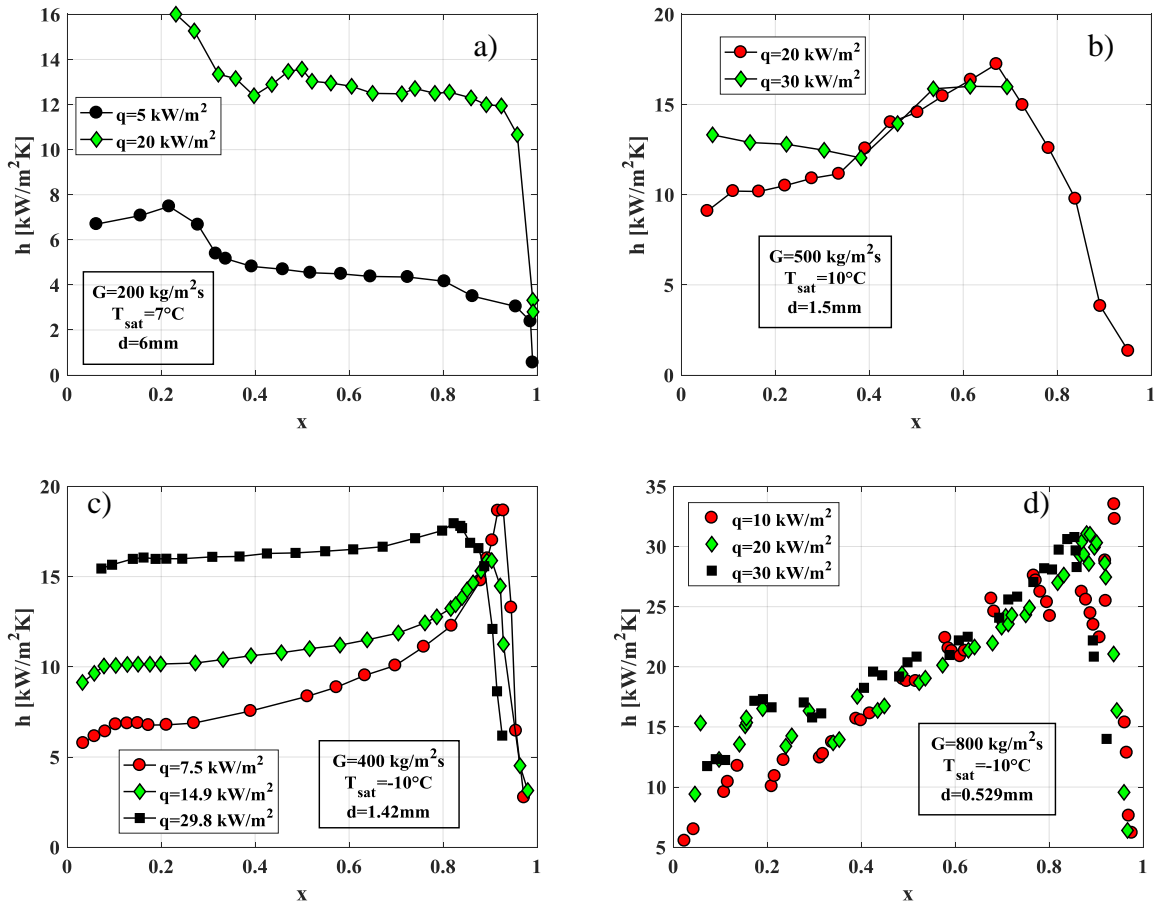 a)
16
14
12
10
8
6
4
2
0
h [kW/m²K]
q=5 kW/m²
q=20 kW/m²
G=200 kg/m²s
T_sat=7°C
d=6mm
0 0.2 0.4 0.6 0.8 1
x
b)
20
15
10
5
0
h [kW/m²K]
q=20 kW/m²
q=30 kW/m²
G=500 kg/m²s
T_sat=10°C
d=1.5mm
0 0.2 0.4 0.6 0.8 1
x
c)
20
15
10
5
0
h [kW/m²K]
q=7.5 kW/m²
q=14.9 kW/m²
q=29.8 kW/m²
G=400 kg/m²s
T_sat=-10°C
d=1.42mm
0 0.2 0.4 0.6 0.8 1
x
d)
35
30
25
20
15
10
5
h [kW/m²K]
q=10 kW/m²
q=20 kW/m²
q=30 kW/m²
G=800 kg/m²s
T_sat=-10°C
d=0.529mm
0 0.2 0.4 0.6 0.8 1
x